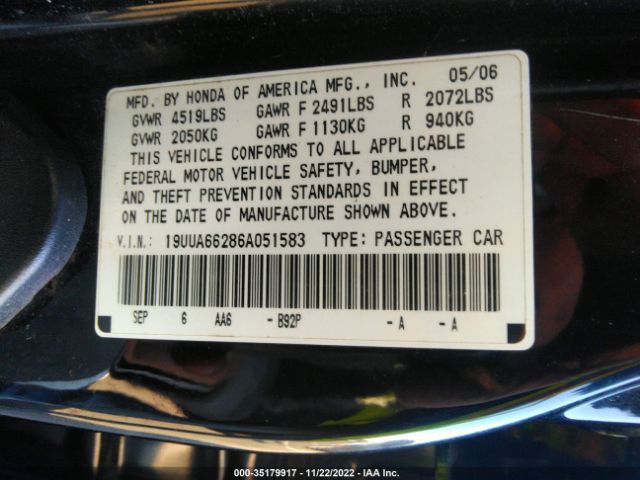 MFD. BY HONDA OF AMERICA MFG., INC. 05/06
GVWR 4519LBS GAWR F 2491LBS R 2072LBS
GVWR 2050KG GAWR F 1130KG R 940KG
THIS VEHICLE CONFORMS TO ALL APPLICABLE
FEDERAL MOTOR VEHICLE SAFETY, BUMPER,
AND THEFT PREVENTION STANDARDS IN EFFECT
ON THE DATE OF MANUFACTURE SHOWN ABOVE.
V.I.N.: 19UUA66286A051583 TYPE: PASSENGER CAR
SEP 6 AA6 - B92P - A - A
000-35179917 - 11/22/2022 - IAA Inc.